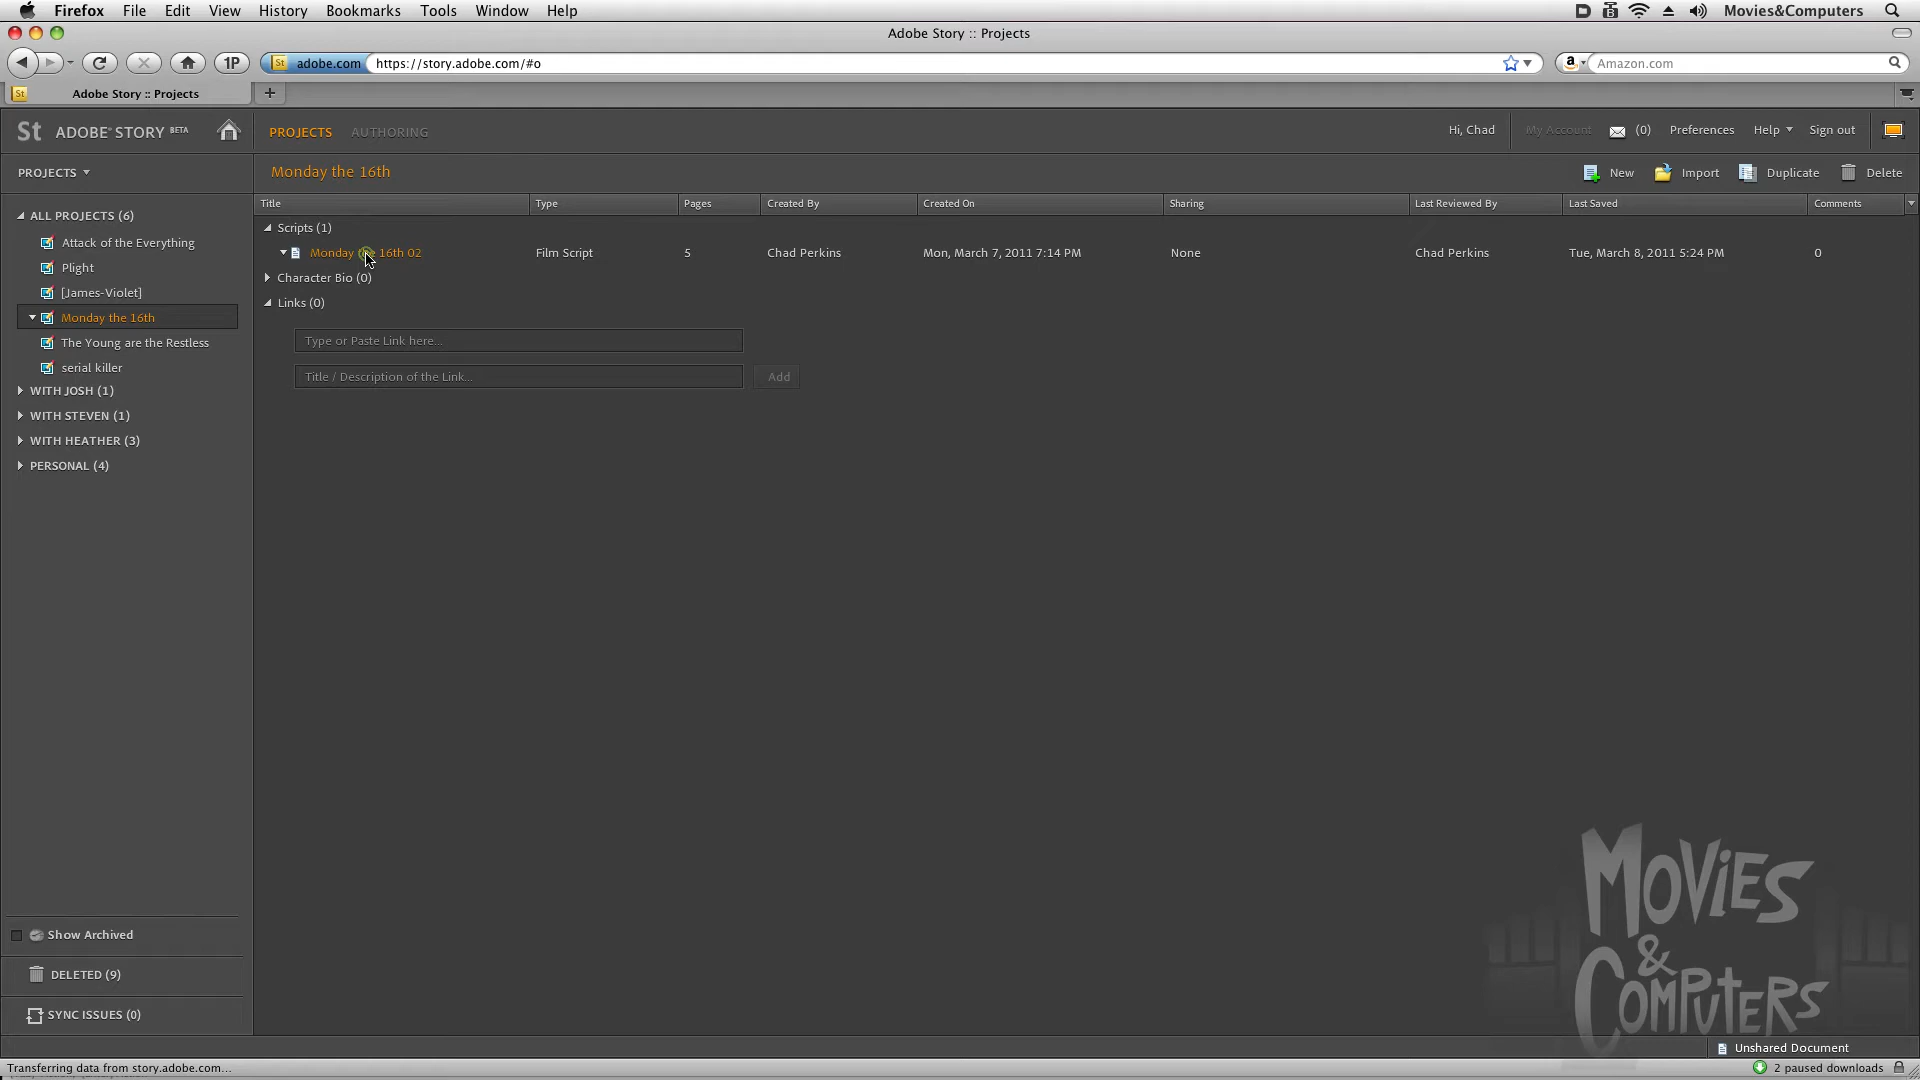 Firefox File Edit View History Bookmarks Tools Window Help Movies&Computers
Adobe Story :: Projects
1P adobe.com https://story.adobe.com/#o Amazon.com
Adobe Story :: Projects
St ADOBE® STORY BETA PROJECTS AUTHORING Hi, Chad My Account (0) Preferences Help Sign out
PROJECTS Monday the 16th New Import Duplicate Delete
Title Type Pages Created By Created On Sharing Last Reviewed By Last Saved Comments
ALL PROJECTS (6)
Attack of the Everything
Plight
[James-Violet]
Monday the 16th
The Young are the Restless
serial killer
WITH JOSH (1)
WITH STEVEN (1)
WITH HEATHER (3)
PERSONAL (4)
Scripts (1)
Monday the 16th 02 Film Script 5 Chad Perkins Mon, March 7, 2011 7:14 PM None Chad Perkins Tue, March 8, 2011 5:24 PM 0
Character Bio (0)
Links (0)
Type or Paste Link here...
Title / Description of the Link... Add
Show Archived
DELETED (9)
SYNC ISSUES (0)
MOVIES
&
COMPUTERS
Unshared Document
Transferring data from story.adobe.com... 2 paused downloads